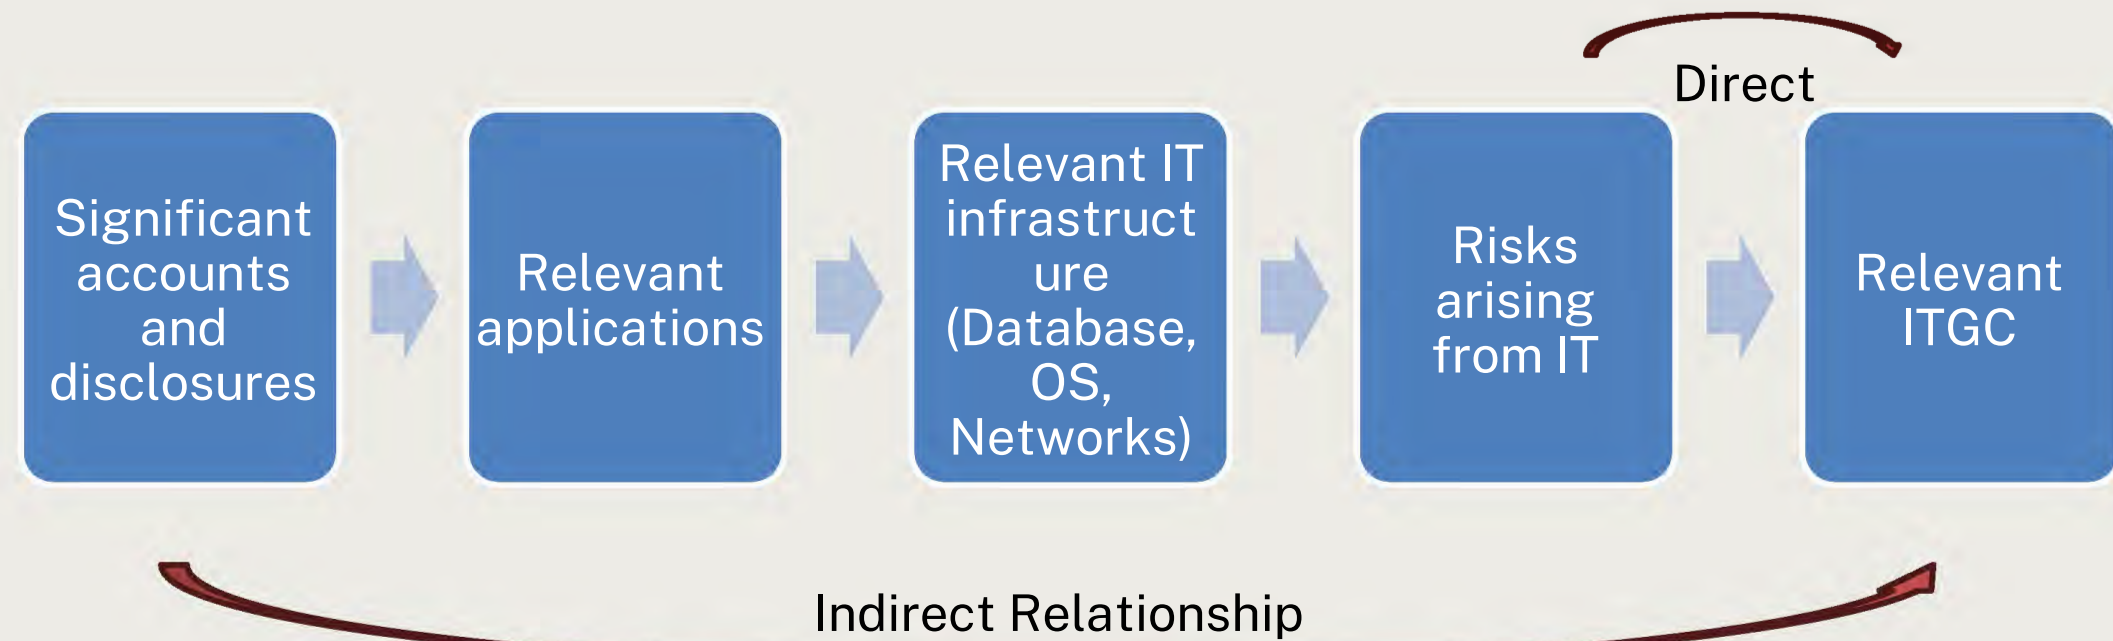 Direct
Significant
accounts
and
disclosures
Relevant
applications
Relevant IT
infrastruct
ure
(Database,
OS,
Networks)
Risks
arising
from IT
Relevant
ITGC
Indirect Relationship